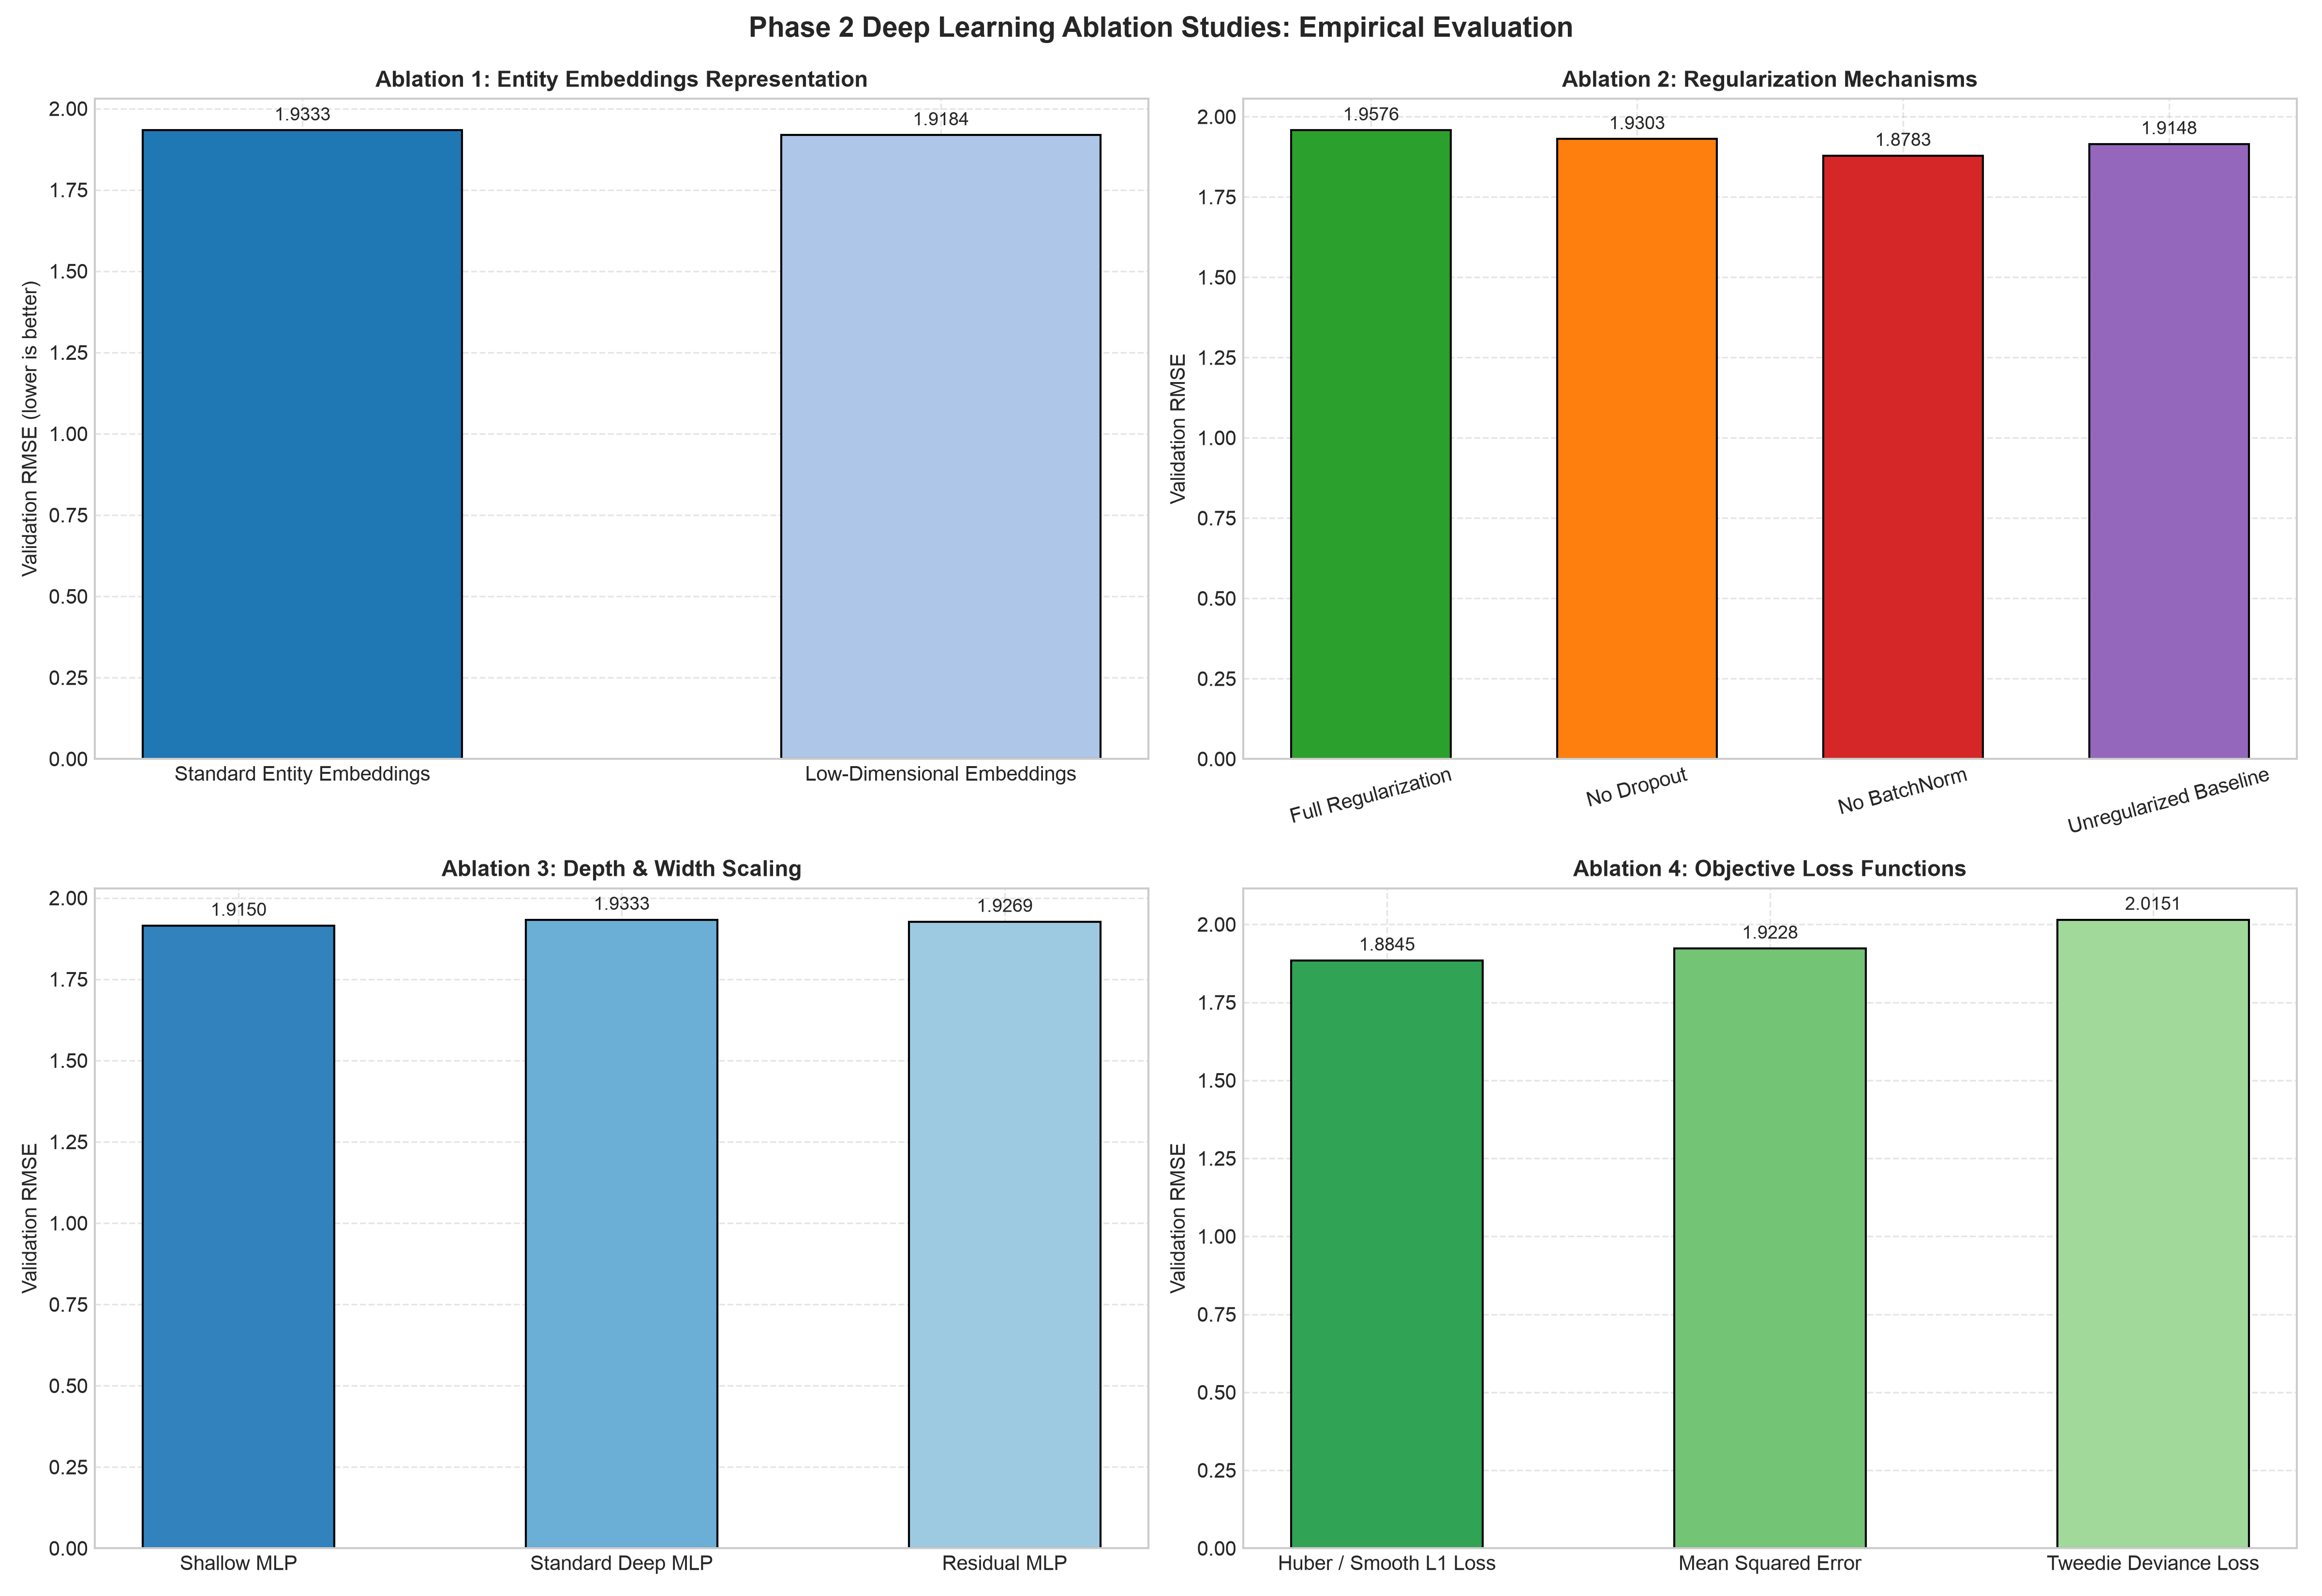 Phase 2 Deep Learning Ablation Studies: Empirical Evaluation
Ablation 1: Entity Embeddings Representation
Validation RMSE (lower is better)
2.00
1.75
1.50
1.25
1.00
0.75
0.50
0.25
0.00
1.9333
1.9184
Standard Entity Embeddings
Low-Dimensional Embeddings
Ablation 2: Regularization Mechanisms
Validation RMSE
2.00
1.75
1.50
1.25
1.00
0.75
0.50
0.25
0.00
1.9576
1.9303
1.8783
1.9148
Full Regularization
No Dropout
No BatchNorm
Unregularized Baseline
Ablation 3: Depth & Width Scaling
Validation RMSE
2.00
1.75
1.50
1.25
1.00
0.75
0.50
0.25
0.00
1.9150
1.9333
1.9269
Shallow MLP
Standard Deep MLP
Residual MLP
Ablation 4: Objective Loss Functions
Validation RMSE
2.00
1.75
1.50
1.25
1.00
0.75
0.50
0.25
0.00
1.8845
1.9228
2.0151
Huber / Smooth L1 Loss
Mean Squared Error
Tweedie Deviance Loss